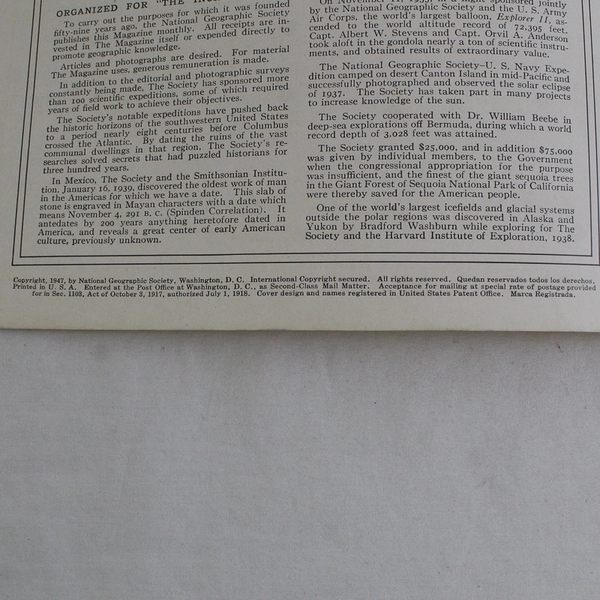 ORGANIZED FOR "THE
To carry out the purposes for which it was founded
fifty-nine years ago, the National Geographic Society
publishes this Magazine monthly. All receipts are in-
vested in The Magazine itself or expended directly to
promote geographic knowledge.
Articles and photographs are desired. For material
The Magazine uses, generous remuneration is made.
In addition to the editorial and photographic surveys
constantly being made, The Society has sponsored more
than 100 scientific expeditions, some of which required
years of field work to achieve their objectives.
The Society's notable expeditions have pushed back
the historic horizons of the southwestern United States
to a period nearly eight centuries before Columbus
crossed the Atlantic. By dating the ruins of the vast
communal dwellings in that region, The Society's re-
searches solved secrets that had puzzled historians for
three hundred years.
In Mexico, The Society and the Smithsonian Institu-
tion, January 16, 1939, discovered the oldest work of man
in the Americas for which we have a date. This slab of
stone is engraved in Mayan characters with a date which
means November 4, 291 B. C. (Spinden Correlation). It
antedates by 200 years anything heretofore dated in
America, and reveals a great center of early American
culture, previously unknown.
On November 11, 1935, a flight sponsored jointly
by the National Geographic Society and the U. S. Army
Air Corps, the world's largest balloon, Explorer II, as-
cended to the world altitude record of 72,395 feet.
Capt. Albert W. Stevens and Capt. Orvil A. Anderson
took aloft in the gondola nearly a ton of scientific instru-
ments, and obtained results of extraordinary value.
The National Geographic Society-U. S. Navy Expe-
dition camped on desert Canton Island in mid-Pacific and
successfully photographed and observed the solar eclipse
of 1937. The Society has taken part in many projects
to increase knowledge of the sun.
The Society cooperated with Dr. William Beebe in
deep-sea explorations off Bermuda, during which a world
record depth of 3,028 feet was attained.
The Society granted $25,000, and in addition $75,000
was given by individual members, to the Government
when the congressional appropriation for the purpose
was insufficient, and the finest of the giant sequoia trees
in the Giant Forest of Sequoia National Park of California
were thereby saved for the American people.
One of the world's largest icefields and glacial systems
outside the polar regions was discovered in Alaska and
Yukon by Bradford Washburn while exploring for The
Society and the Harvard Institute of Exploration, 1938.
Copyright, 1947, by National Geographic Society, Washington, D. C. International Copyright secured. All rights reserved. Quedan reservados todos los derechos.
Printed in U. S. A. Entered at the Post Office at Washington, D. C., as Second-Class Mail Matter. Acceptance for mailing at special rate of postage provided
for in Sec. 1103, Act of October 3, 1917, authorized July 1, 1918. Cover design and names registered in United States Patent Office. Marca Registrada.